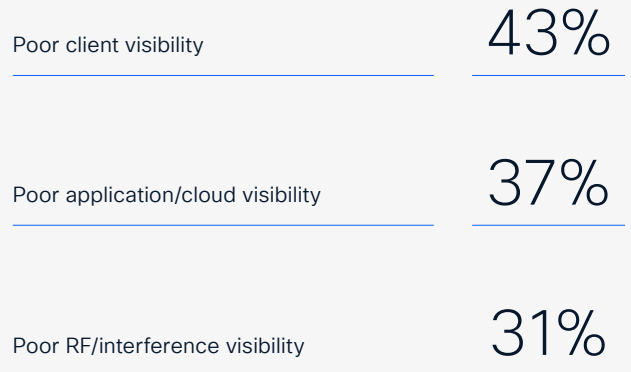 Poor client visibility 43%
Poor application/cloud visibility 37%
Poor RF/interference visibility 31%